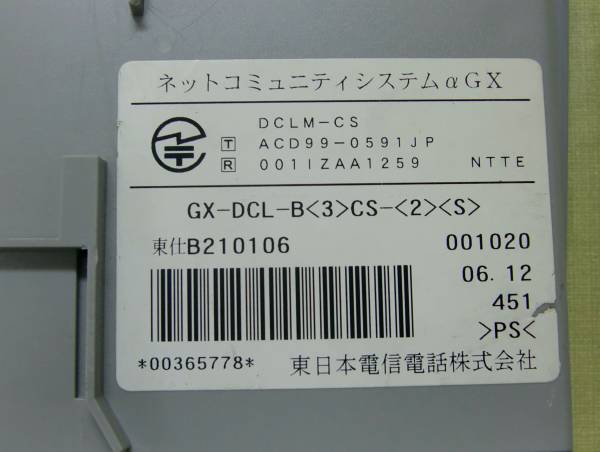 ネットコミュニティシステムαGX
DCLM-CS
T ACD99-0591JP
R 001IZAA1259 NTTE
GX-DCL-B<3>CS-<2><S>
東仕B210106 001020
06.12
451
>PS<
*00365778* 東日本電信電話株式会社